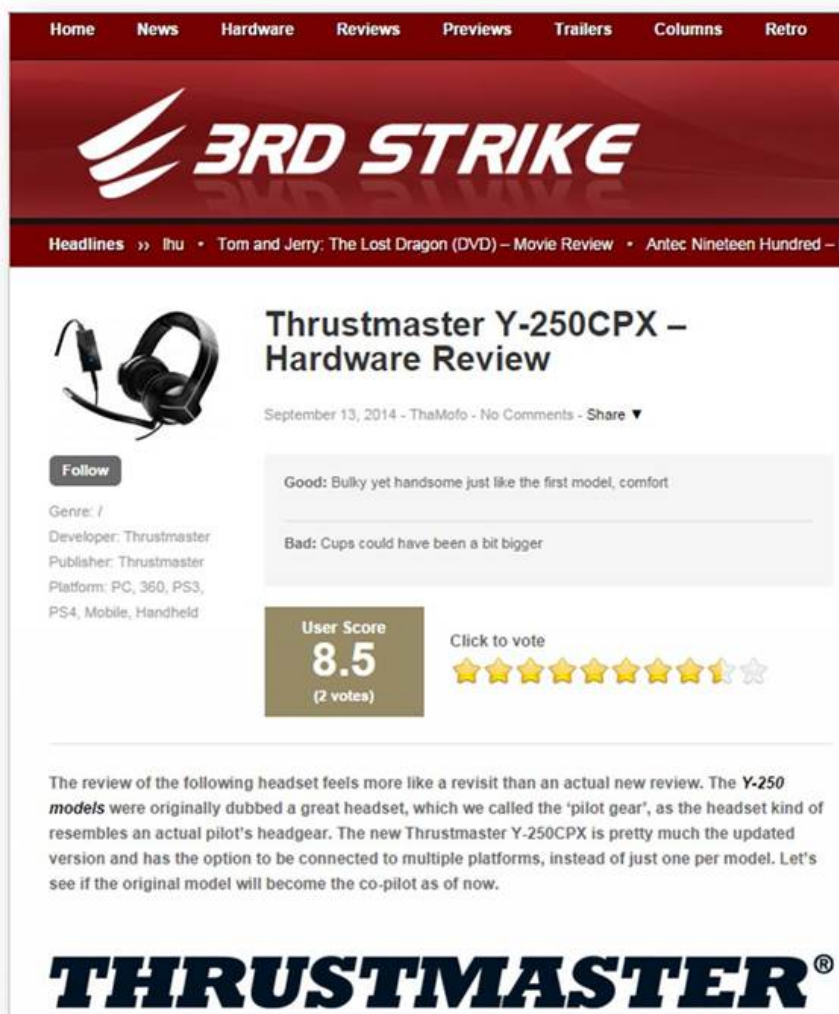 Home News Hardware Reviews Previews Trailers Columns Retro
3RD STRIKE
Headlines ›› Ihu • Tom and Jerry: The Lost Dragon (DVD) – Movie Review • Antec Nineteen Hundred –
Thrustmaster Y-250CPX –
Hardware Review
September 13, 2014 - ThaMofo - No Comments - Share ▼
Follow
Genre: /
Developer: Thrustmaster
Publisher: Thrustmaster
Platform: PC, 360, PS3,
PS4, Mobile, Handheld
Good: Bulky yet handsome just like the first model, comfort
Bad: Cups could have been a bit bigger
User Score
8.5
(2 votes)
Click to vote
The review of the following headset feels more like a revisit than an actual new review. The Y-250
models were originally dubbed a great headset, which we called the ‘pilot gear’, as the headset kind of
resembles an actual pilot’s headgear. The new Thrustmaster Y-250CPX is pretty much the updated
version and has the option to be connected to multiple platforms, instead of just one per model. Let’s
see if the original model will become the co-pilot as of now.
THRUSTMASTER®